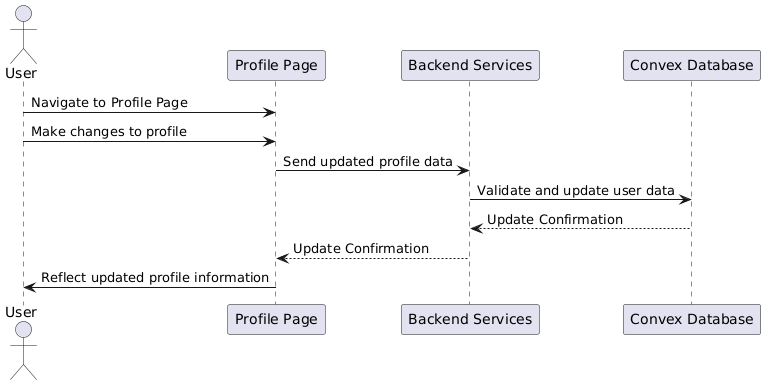 User
Profile Page
Backend Services
Convex Database
Navigate to Profile Page
Make changes to profile
Send updated profile data
Validate and update user data
Update Confirmation
Update Confirmation
Reflect updated profile information
User
Profile Page
Backend Services
Convex Database